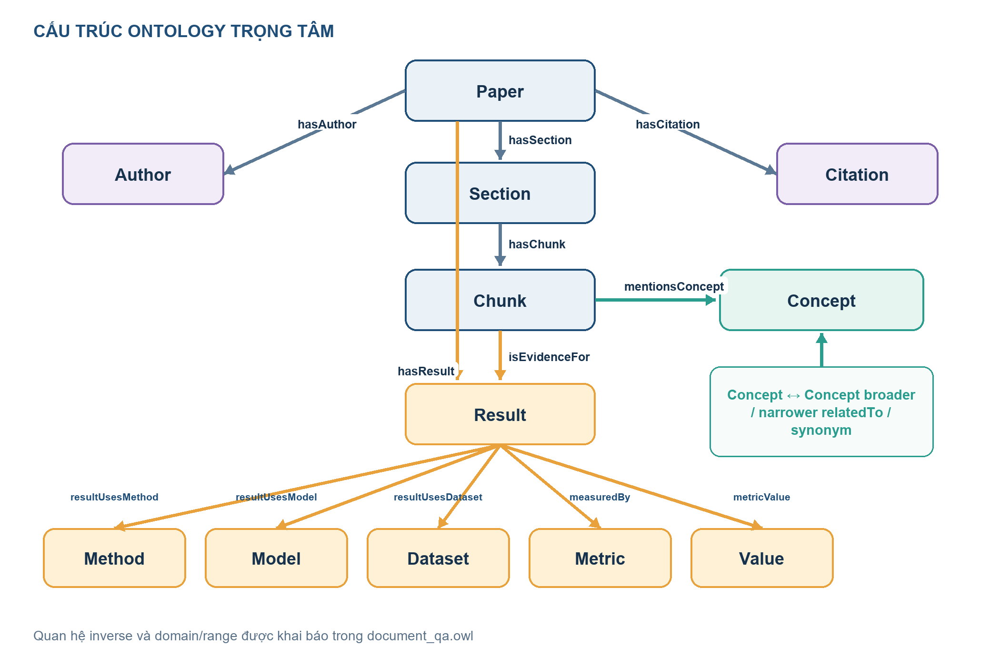 CẤU TRÚC ONTOLOGY TRỌNG TÂM
Paper
hasAuthor
hasCitation
hasSection
Author
Section
Citation
hasChunk
mentionsConcept
Chunk
Concept
isEvidenceFor
hasResult
Concept ↔ Concept broader
/ narrower relatedTo /
synonym
Result
resultUsesMethod
resultUsesModel
resultUsesDataset
measuredBy
metricValue
Method
Model
Dataset
Metric
Value
Quan hệ inverse và domain/range được khai báo trong document_qa.owl